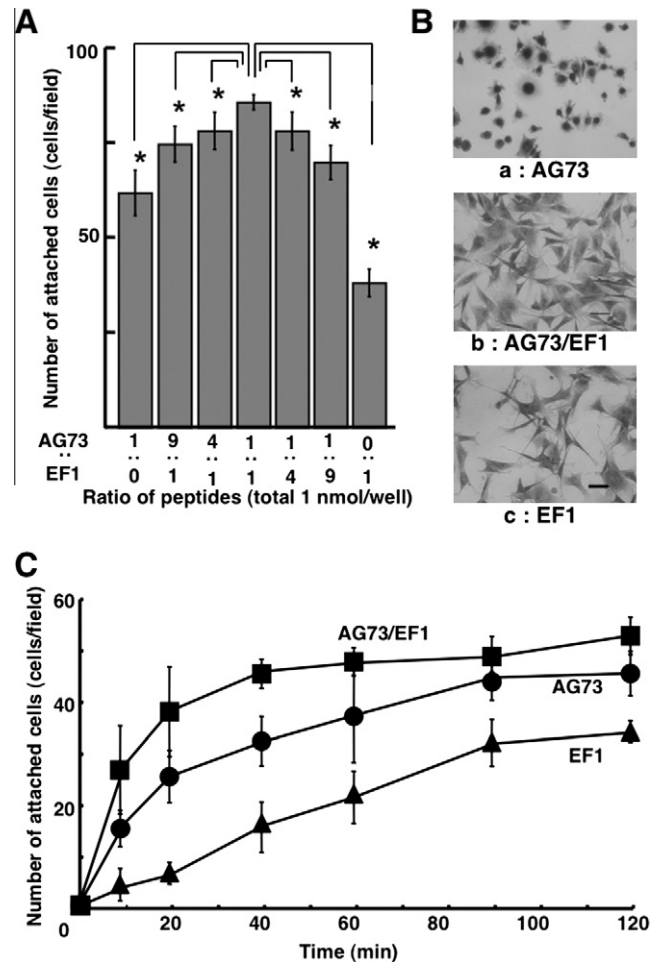 A
Number of attached cells (cells/field)
100
50
* * * * * *
AG73 1 9 4 1 1 1 0
: : : : : : : :
EF1 0 1 1 1 4 9 1
Ratio of peptides (total 1 nmol/well)
B
a : AG73
b : AG73/EF1
c : EF1
C
Number of attached cells (cells/field)
60
40
20
0
AG73/EF1
AG73
EF1
20 40 60 80 100 120
Time (min)